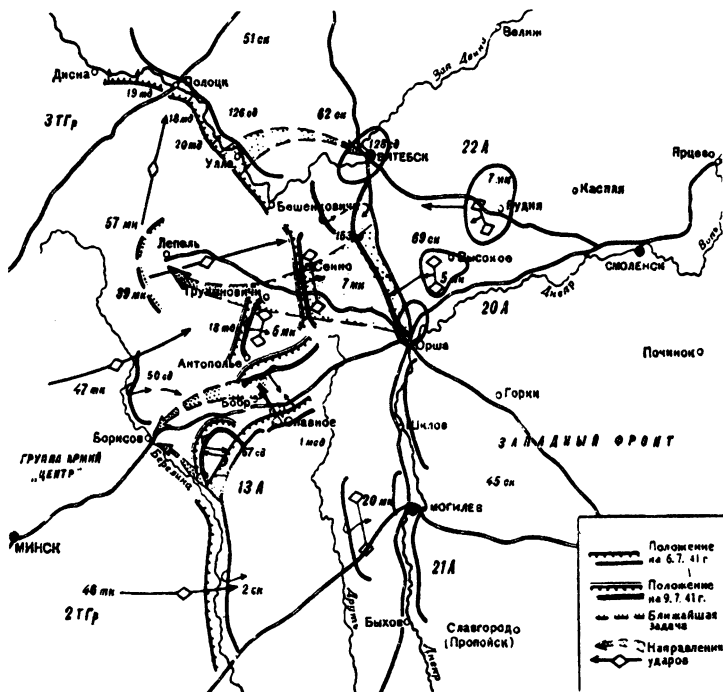 51 ск
Велиж
Зап Двина
Дисна
Полоцк
19 тд
3 ТГр
18 тд
126 сд
62 ск
20 тд
Улла
128 сд
ВИТЕБСК
22А
Ярцево
7 мк
Рудня
Каспля
57 мк
Бешенковичи
Лепель
153
69 ск
Высокое
Сенно
5 мк
СМОЛЕНСК
39 мк
7 мк
Днепр
20 А
18 тд
5 мк
Орша
Починок
Антополье
47 тк
50 сд
Бобр
Горки
Славное
Шклов
Борисов
1 мсд
ЗАПАДНЫЙ ФРОНТ
ГРУППА АРМИЙ
„ЦЕНТР"
Березина
13 А
20 мк
45 ск
МОГИЛЕВ
МИНСК
21А
46 тк
2 ск
2 ТГр
Друть
Быхов
Славгород
(Пропойск)
Днепр
Положение
на 6.7. 41 г
Положение
на 9.7. 41 г.
Ближайшая
задача
Направления
ударов